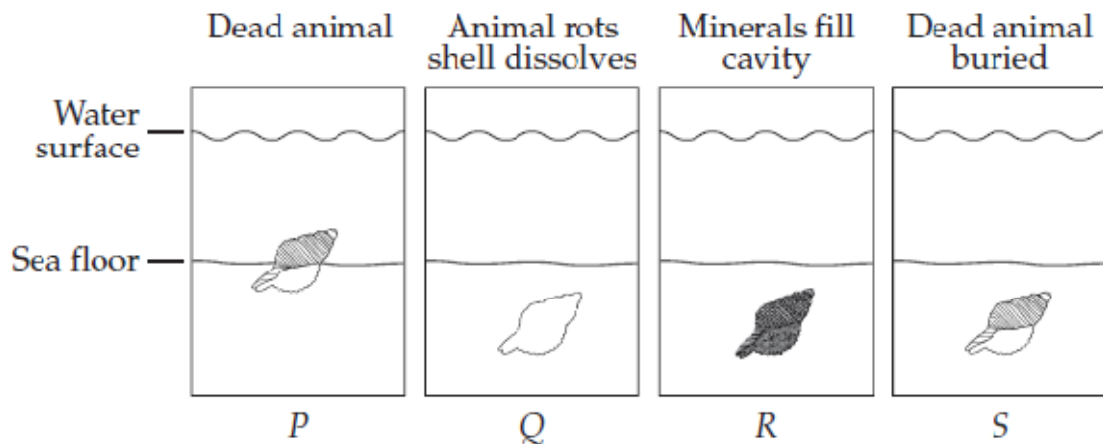 Dead animal
Animal rots
shell dissolves
Minerals fill
cavity
Dead animal
buried
Water
surface
Sea floor
P
Q
R
S